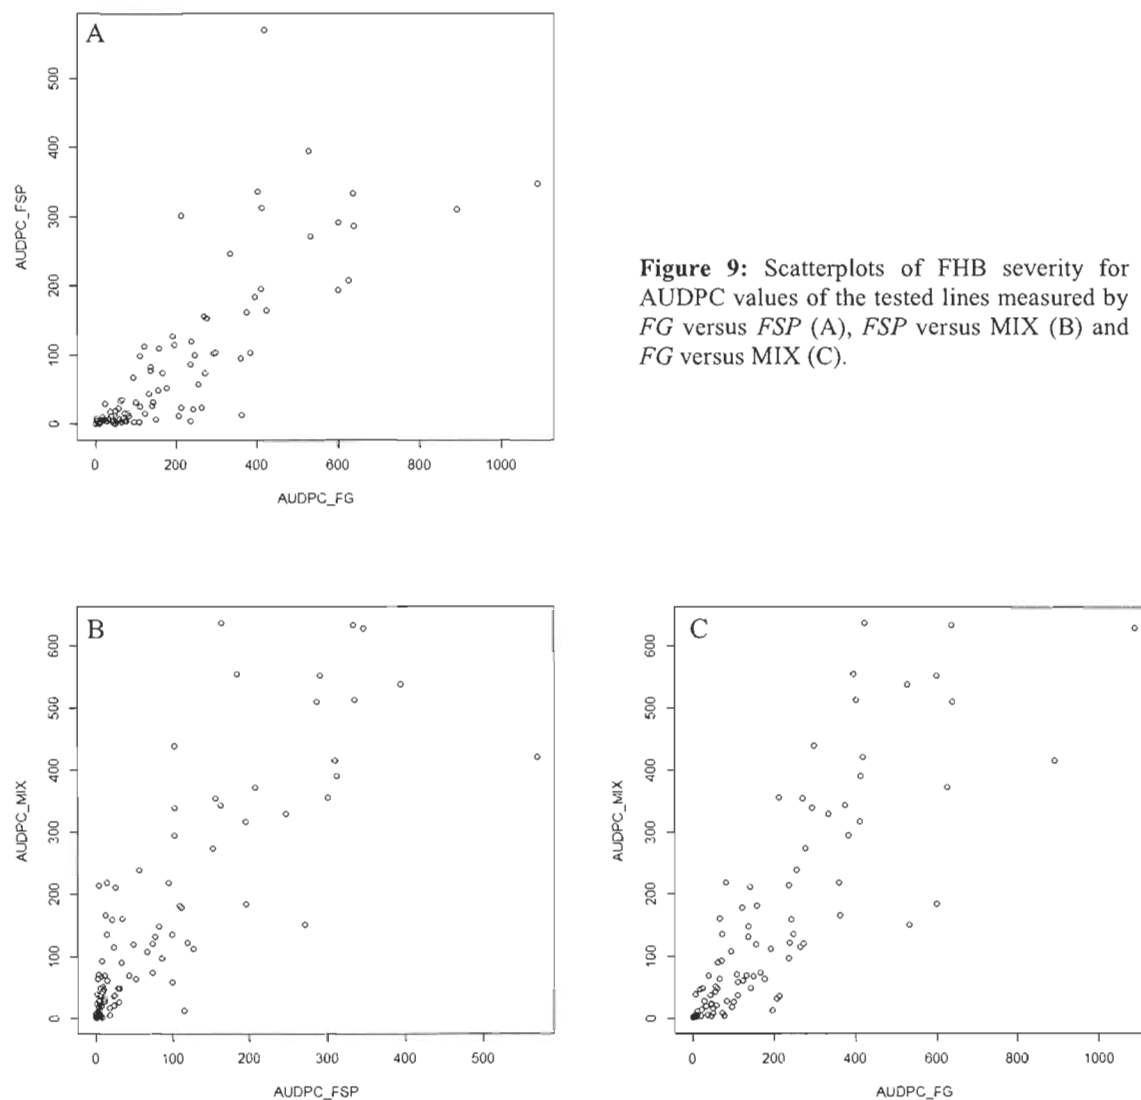 A
500
400
300
200
100
0
AUDPC_FSP
0 200 400 600 800 1000
AUDPC_FG
Figure 9: Scatterplots of FHB severity for
AUDPC values of the tested lines measured by
FG versus FSP (A), FSP versus MIX (B) and
FG versus MIX (C).
B
600
500
400
300
200
100
0
AUDPC_MIX
0 100 200 300 400 500
AUDPC_FSP
C
600
500
400
300
200
100
0
AUDPC_MIX
0 200 400 600 800 1000
AUDPC_FG